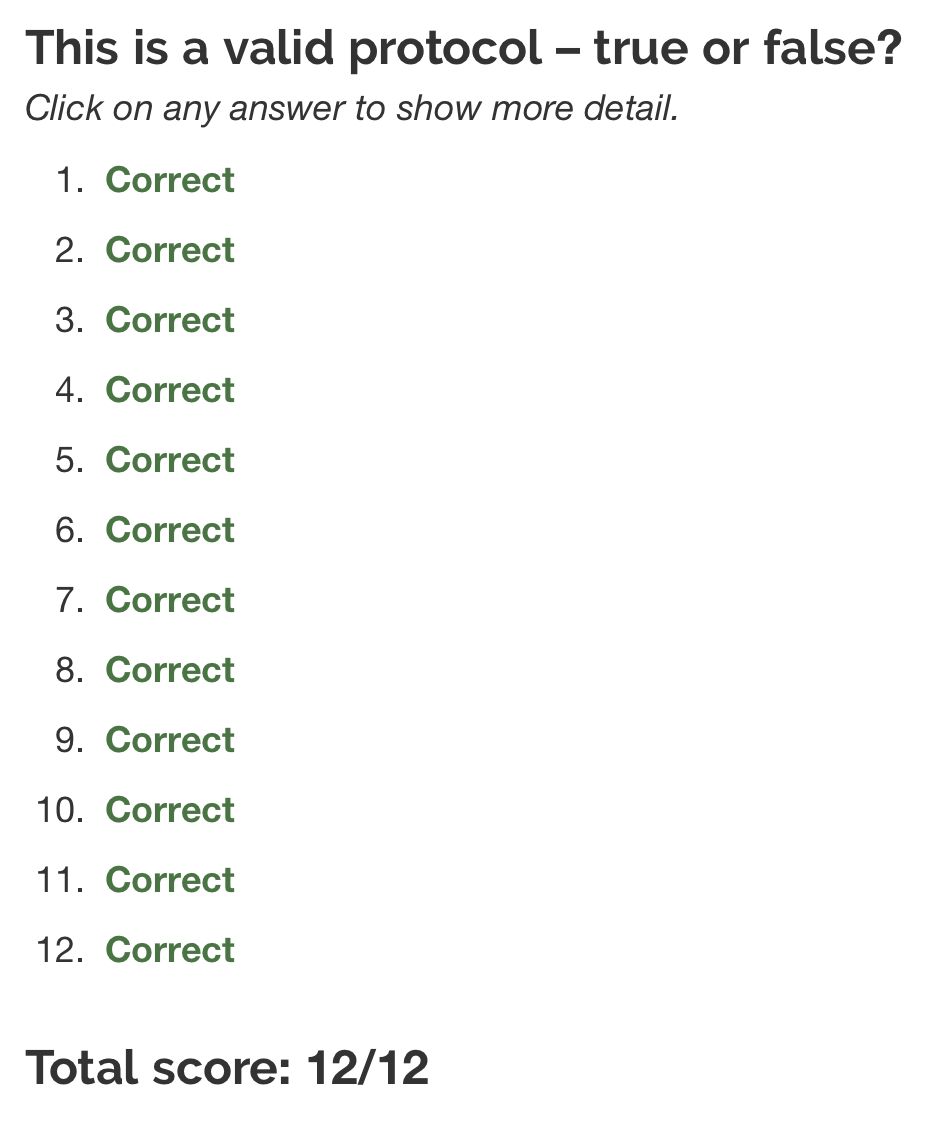 This is a valid protocol – true or false?
Click on any answer to show more detail.
1. Correct
2. Correct
3. Correct
4. Correct
5. Correct
6. Correct
7. Correct
8. Correct
9. Correct
10. Correct
11. Correct
12. Correct
Total score: 12/12